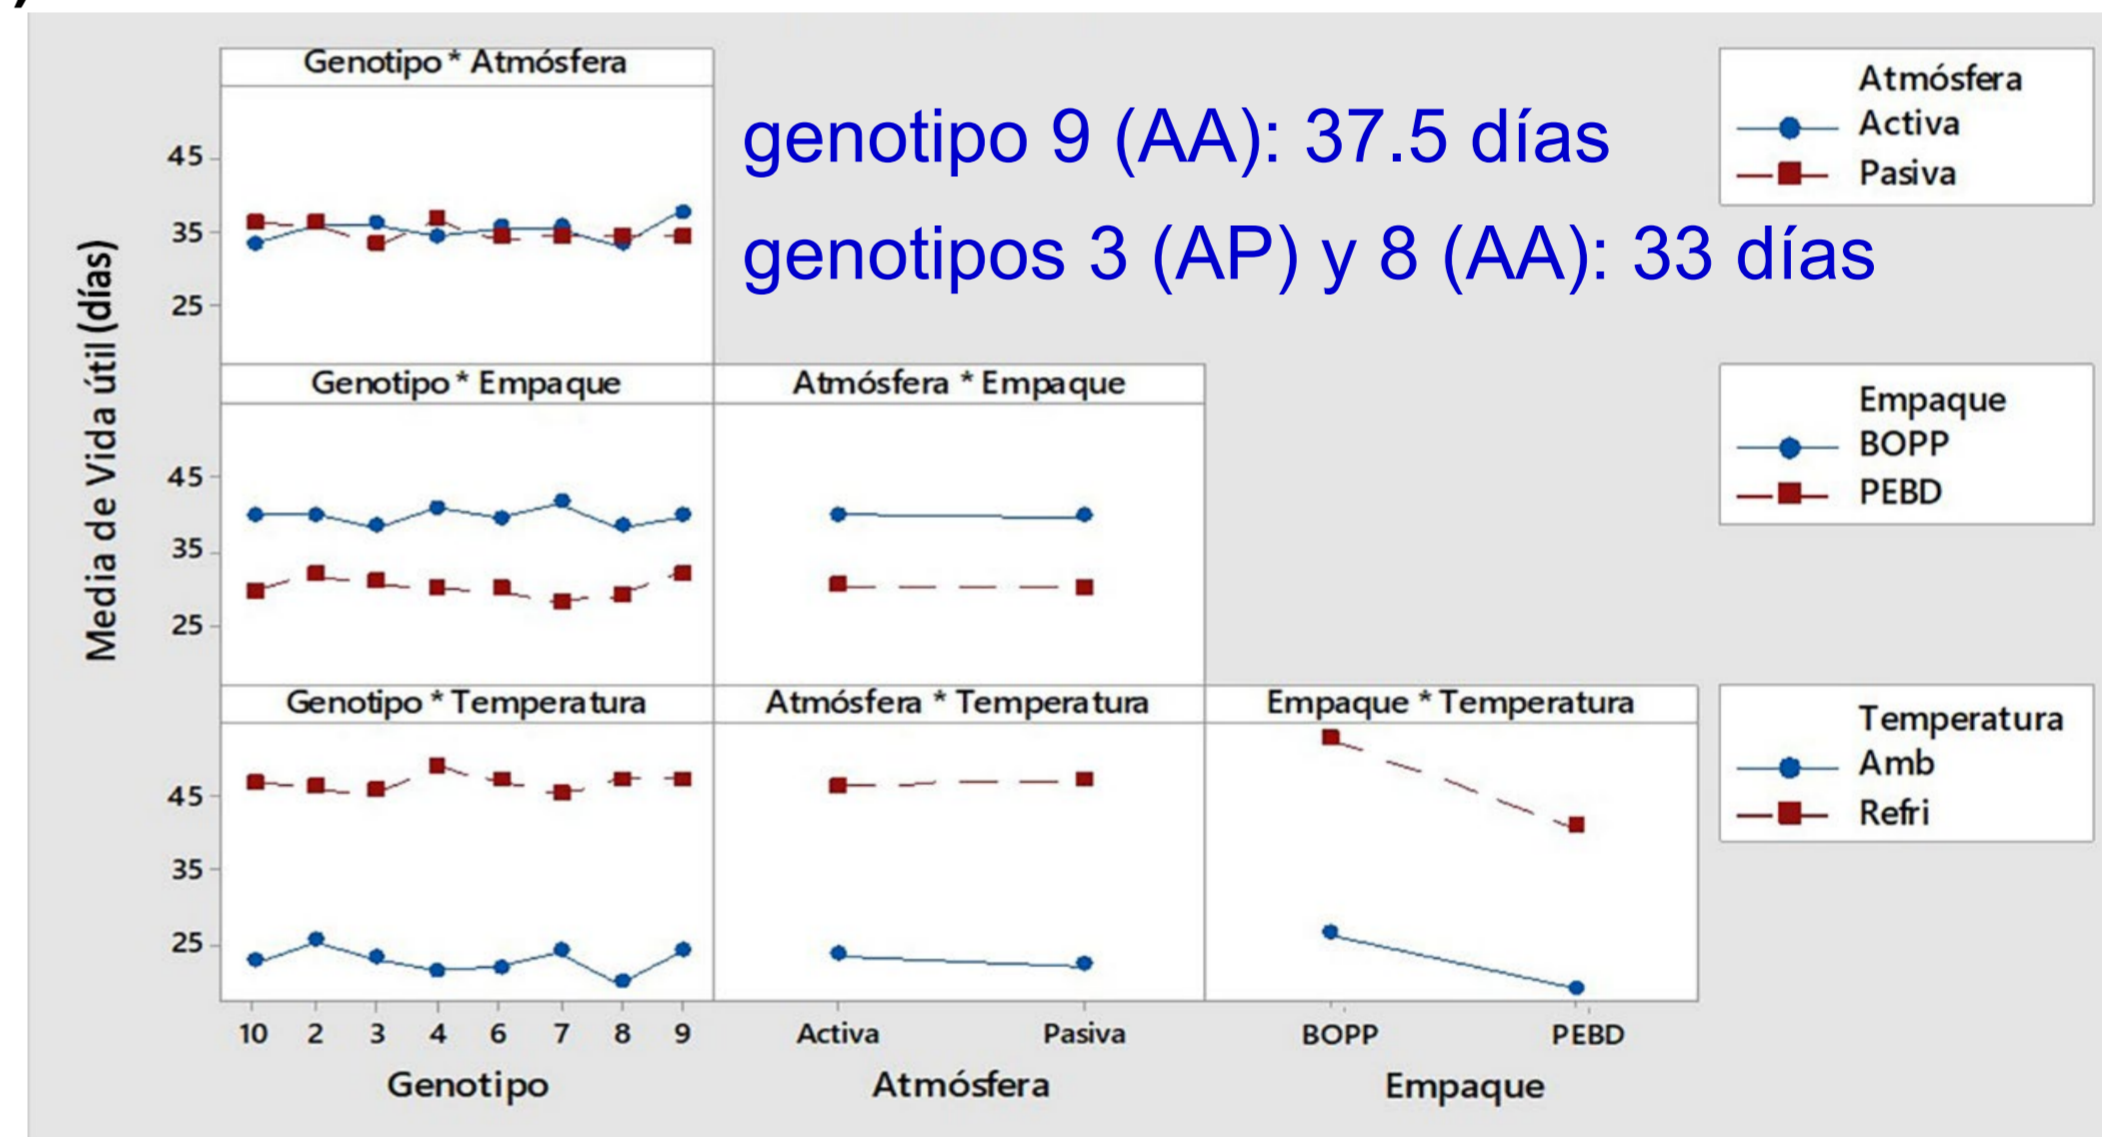 )
Genotipo * Atmósfera
45
35
25
genotipo 9 (AA): 37.5 días
genotipos 3 (AP) y 8 (AA): 33 días
Atmósfera
Activa
Pasiva
Media de Vida útil (días)
Genotipo * Empaque
Atmósfera * Empaque
45
35
25
Empaque
BOPP
PEBD
Genotipo * Temperatura
Atmósfera * Temperatura
Empaque * Temperatura
45
35
25
Temperatura
Amb
Refri
10 2 3 4 6 7 8 9
Activa Pasiva
BOPP PEBD
Genotipo
Atmósfera
Empaque